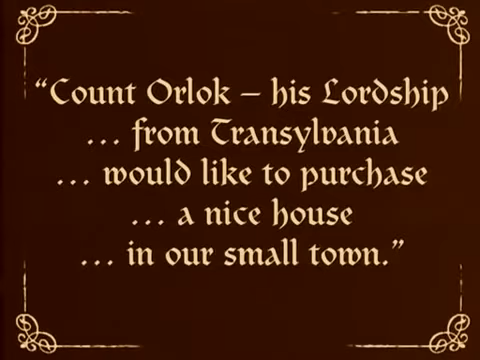 “Count Orlok – his Lordship
... from Transylvania
... would like to purchase
... a nice house
... in our small town.”